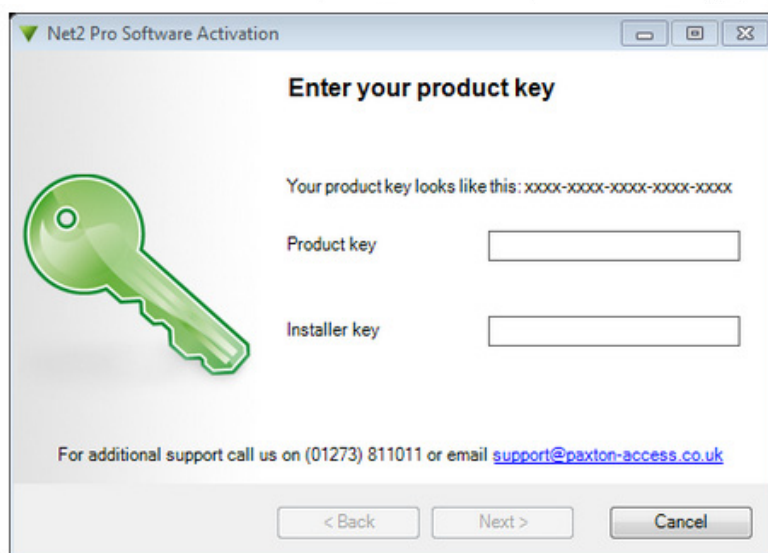 Net2 Pro Software Activation
Enter your product key
Your product key looks like this: xxxx-xxxx-xxxx-xxxx-xxxx
Product key
Installer key
For additional support call us on (01273) 811011 or email support@paxton-access.co.uk
< Back Next > Cancel